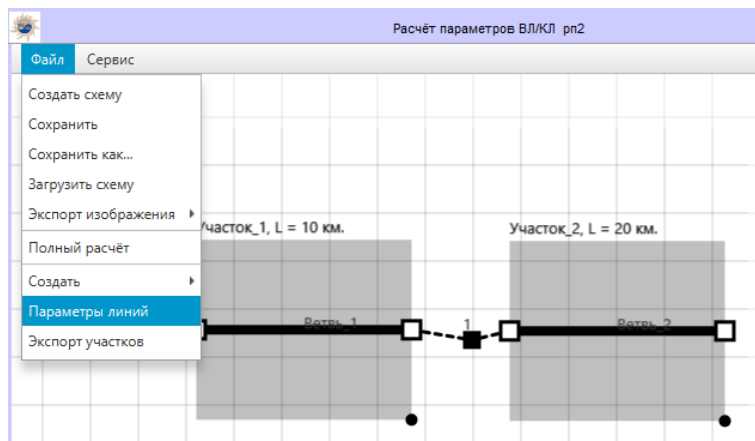 Расчёт параметров ВЛ/КЛ рп2
Файл Сервис
Создать схему
Сохранить
Сохранить как...
Загрузить схему
Экспорт изображения
Полный расчёт
Создать
Параметры линий
Экспорт участков
Участок_1, L = 10 км.
Участок_2, L = 20 км.
Ветвь_1
1
Ветвь_2